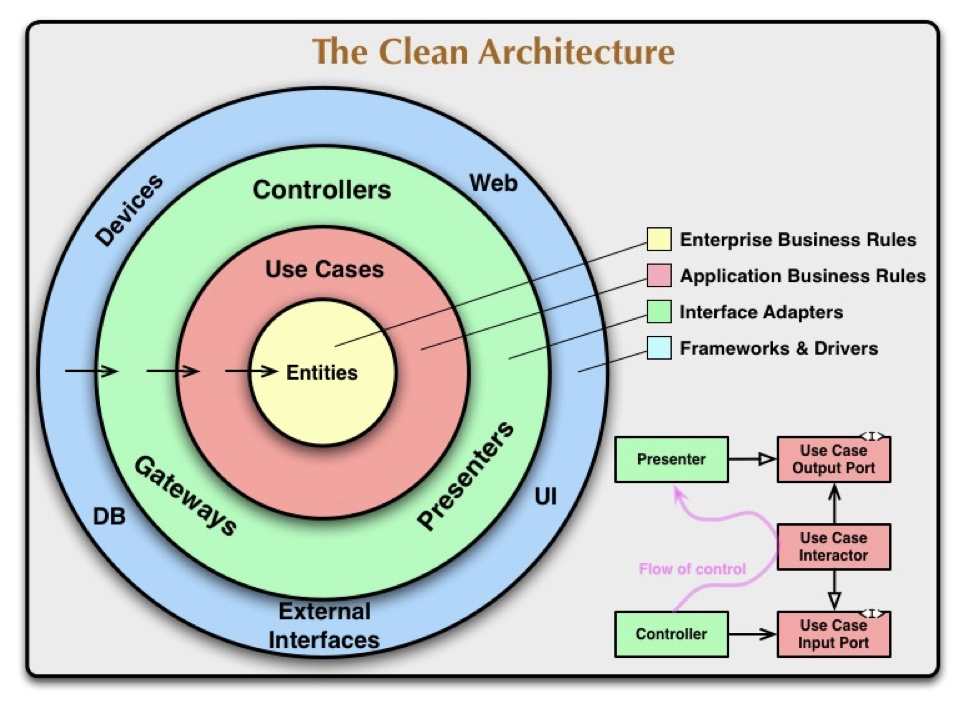 The Clean Architecture
Devices
Web
Controllers
Use Cases
Entities
Gateways
Presenters
DB
UI
External
Interfaces
Enterprise Business Rules
Application Business Rules
Interface Adapters
Frameworks & Drivers
Presenter
<I>
Use Case
Output Port
Use Case
Interactor
Flow of control
Controller
<I>
Use Case
Input Port